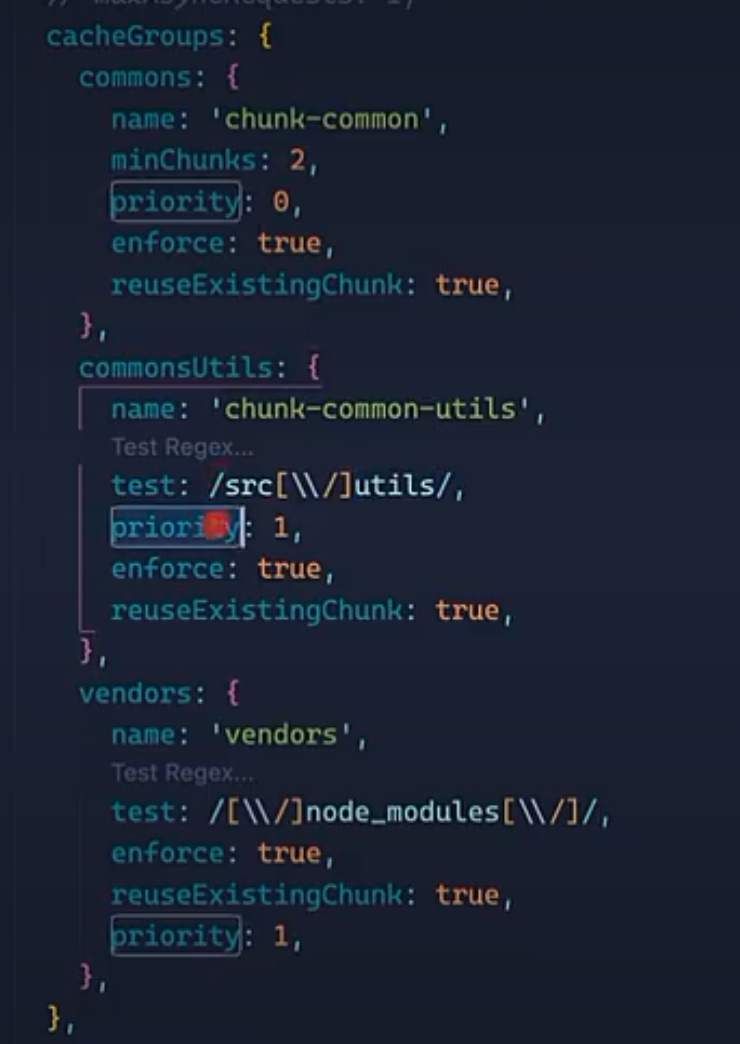 // maxAsyncRequests: 1,
cacheGroups: {
commons: {
name: 'chunk-common',
minChunks: 2,
priority: 0,
enforce: true,
reuseExistingChunk: true,
},
commonsUtils: {
name: 'chunk-common-utils',
Test Regex...
test: /src[\\/]utils/,
priority: 1,
enforce: true,
reuseExistingChunk: true,
},
vendors: {
name: 'vendors',
Test Regex...
test: /[\\/]node_modules[\\/]/,
enforce: true,
reuseExistingChunk: true,
priority: 1,
},
},